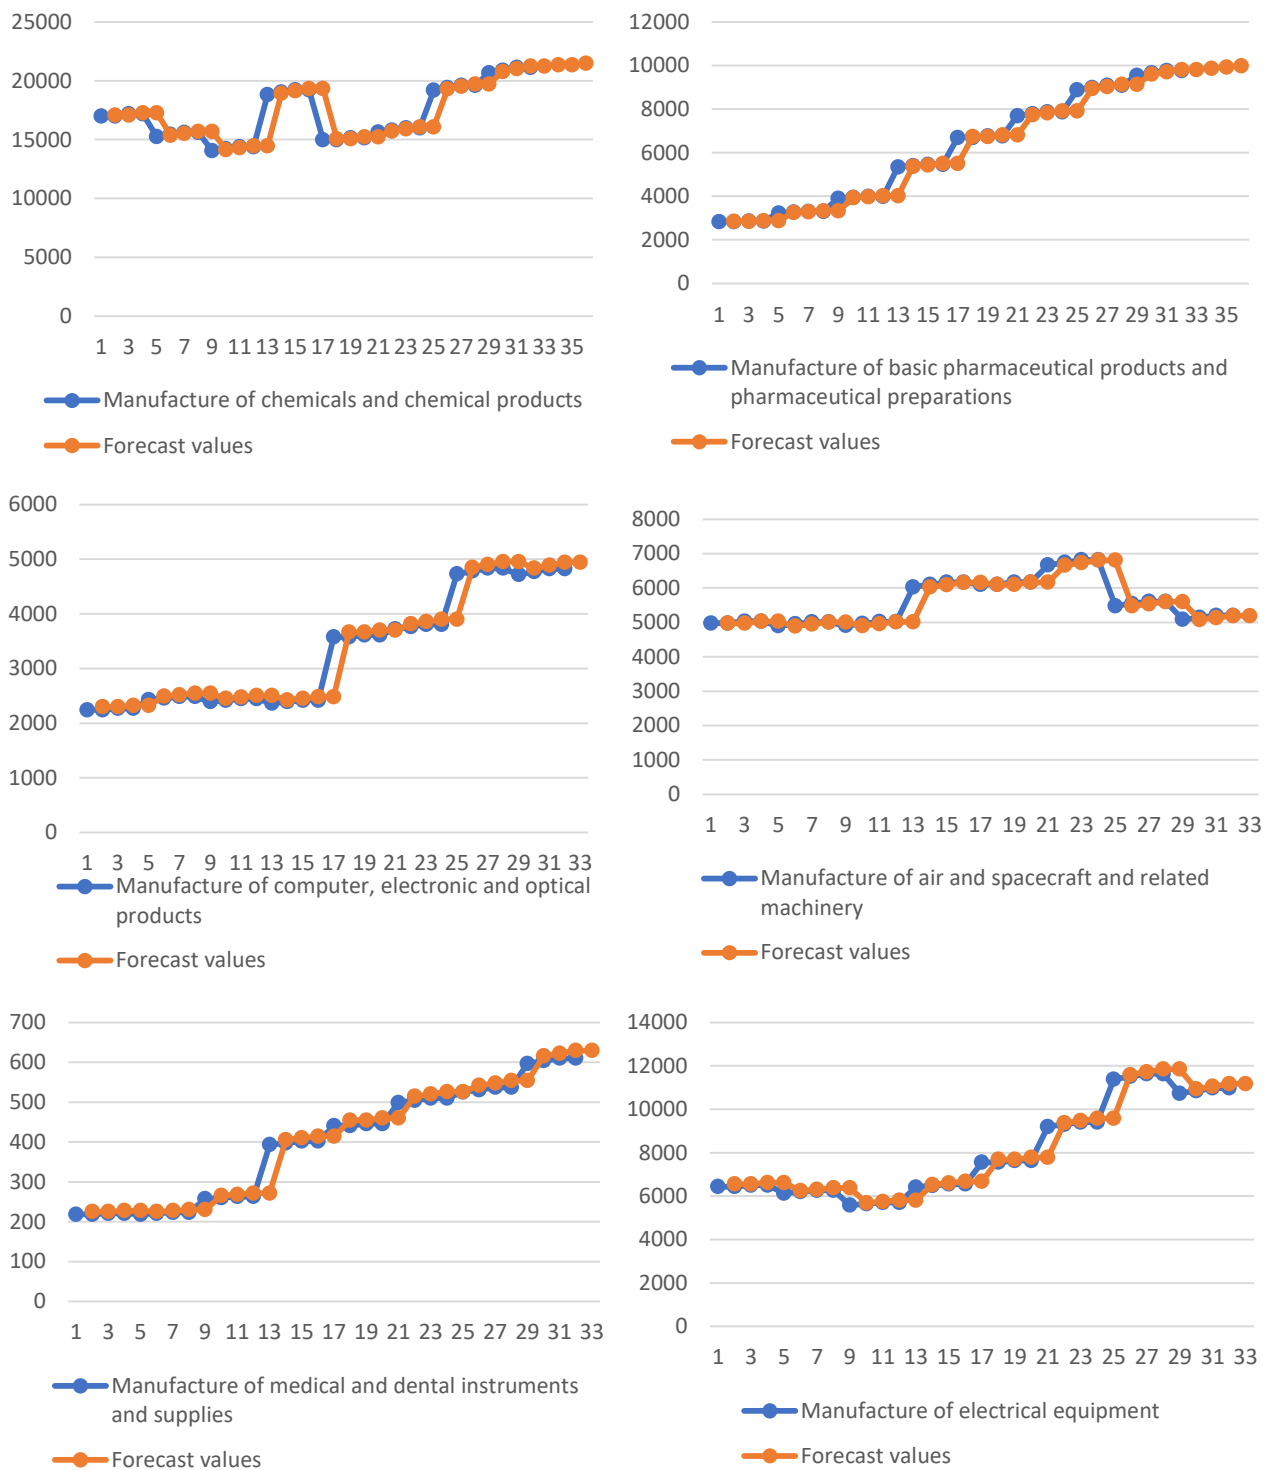 25000
20000
15000
10000
5000
0
1 3 5 7 9 11 13 15 17 19 21 23 25 27 29 31 33 35
Manufacture of chemicals and chemical products
Forecast values
12000
10000
8000
6000
4000
2000
0
1 3 5 7 9 11 13 15 17 19 21 23 25 27 29 31 33 35
Manufacture of basic pharmaceutical products and
pharmaceutical preparations
Forecast values
6000
5000
4000
3000
2000
1000
0
1 3 5 7 9 11 13 15 17 19 21 23 25 27 29 31 33
Manufacture of computer, electronic and optical
products
Forecast values
8000
7000
6000
5000
4000
3000
2000
1000
0
1 3 5 7 9 11 13 15 17 19 21 23 25 27 29 31 33
Manufacture of air and spacecraft and related
machinery
Forecast values
700
600
500
400
300
200
100
0
1 3 5 7 9 11 13 15 17 19 21 23 25 27 29 31 33
Manufacture of medical and dental instruments
and supplies
Forecast values
14000
12000
10000
8000
6000
4000
2000
0
1 3 5 7 9 11 13 15 17 19 21 23 25 27 29 31 33
Manufacture of electrical equipment
Forecast values